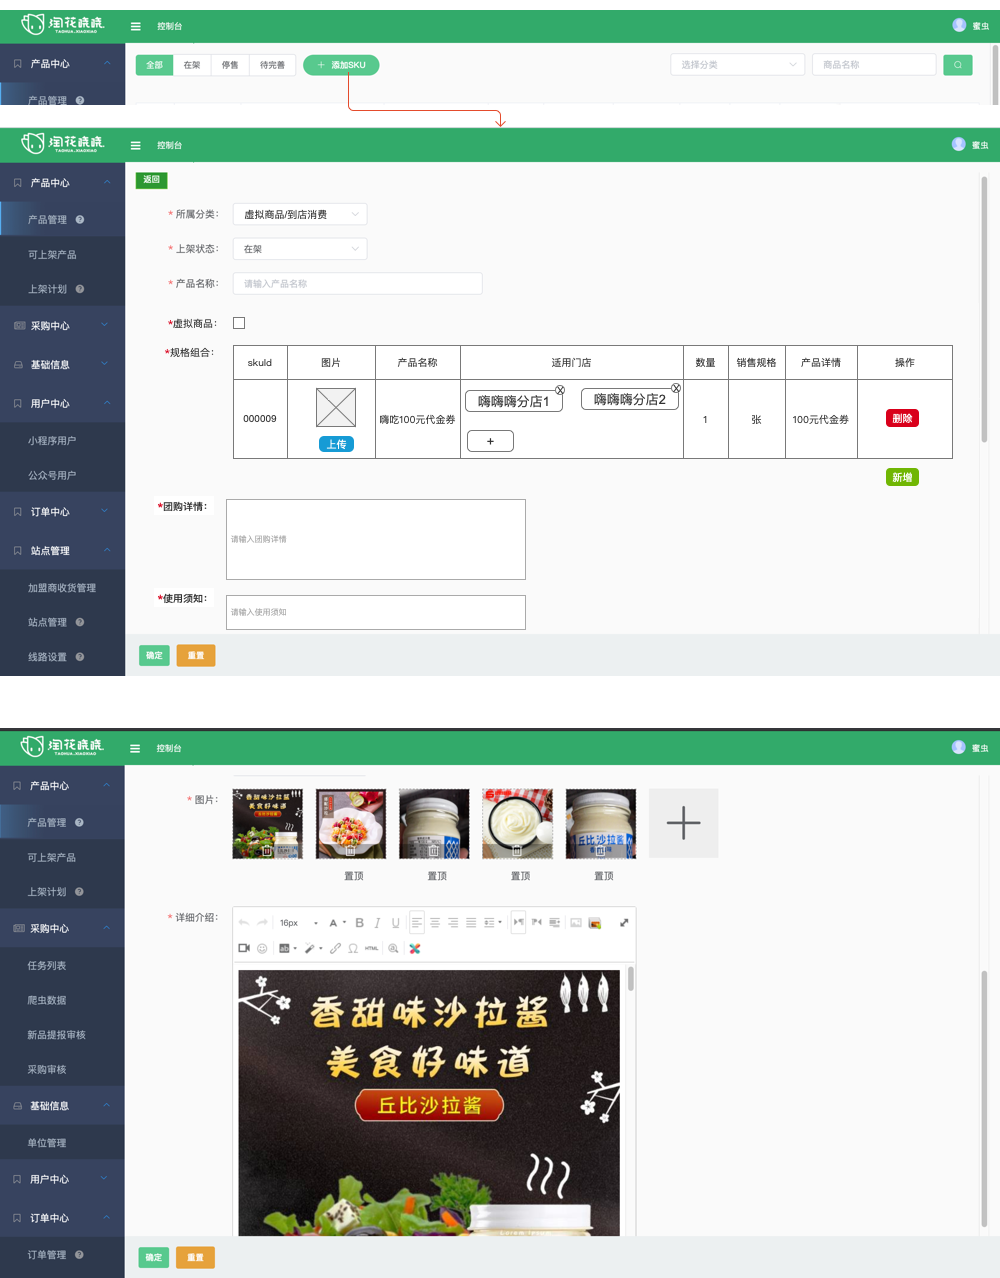 淘花晓晓
TAOHUA.XIAOXIAO
控制台
蜜虫
产品中心
全部
在架
停售
待完善
添加SKU
选择分类
商品名称
产品管理
淘花晓晓
TAOHUA.XIAOXIAO
控制台
蜜虫
产品中心
返回
产品管理
* 所属分类：
虚拟商品/到店消费
可上架产品
* 上架状态：
在架
上架计划
* 产品名称：
请输入产品名称
采购中心
*虚拟商品：
基础信息
*规格组合：
skuId
图片
产品名称
适用门店
数量
销售规格
产品详情
操作
用户中心
000009
上传
嗨吃100元代金券
嗨嗨嗨分店1
嗨嗨嗨分店2
+
1
张
100元代金券
删除
小程序用户
公众号用户
新增
订单中心
*团购详情：
请输入团购详情
站点管理
加盟商收货管理
*使用须知：
请输入使用须知
站点管理
线路设置
确定
重置
淘花晓晓
TAOHUA.XIAOXIAO
控制台
蜜虫
产品中心
* 图片：
香甜味沙拉酱
美食好味道
丘比沙拉酱
产品管理
可上架产品
置顶
置顶
置顶
置顶
上架计划
* 详细介绍：
16px
A
B
I
U
采购中心
HTML
任务列表
爬虫数据
香甜味沙拉酱
新品提报审核
美食好味道
采购审核
丘比沙拉酱
基础信息
单位管理
用户中心
订单中心
订单管理
确定
重置